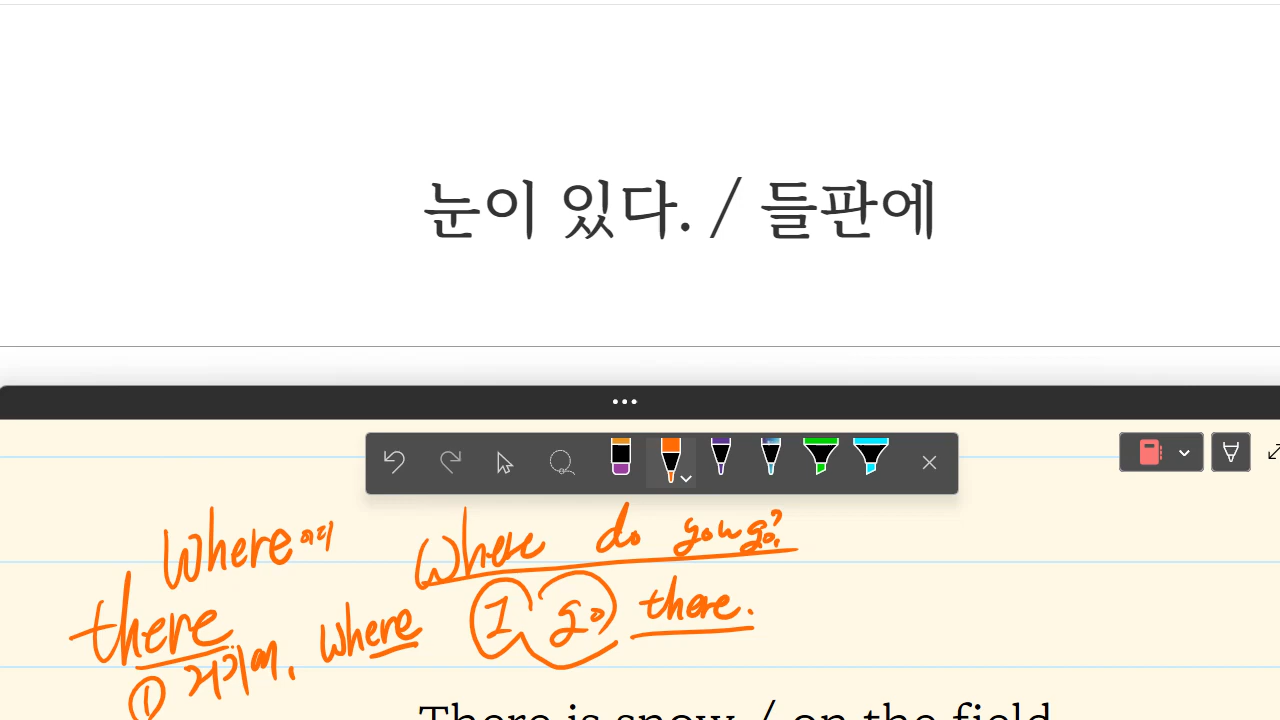 눈이 있다. / 들판에
where 어디
where do you go?
there
① 거기에,
where
I go there.
There is snow. / on the field